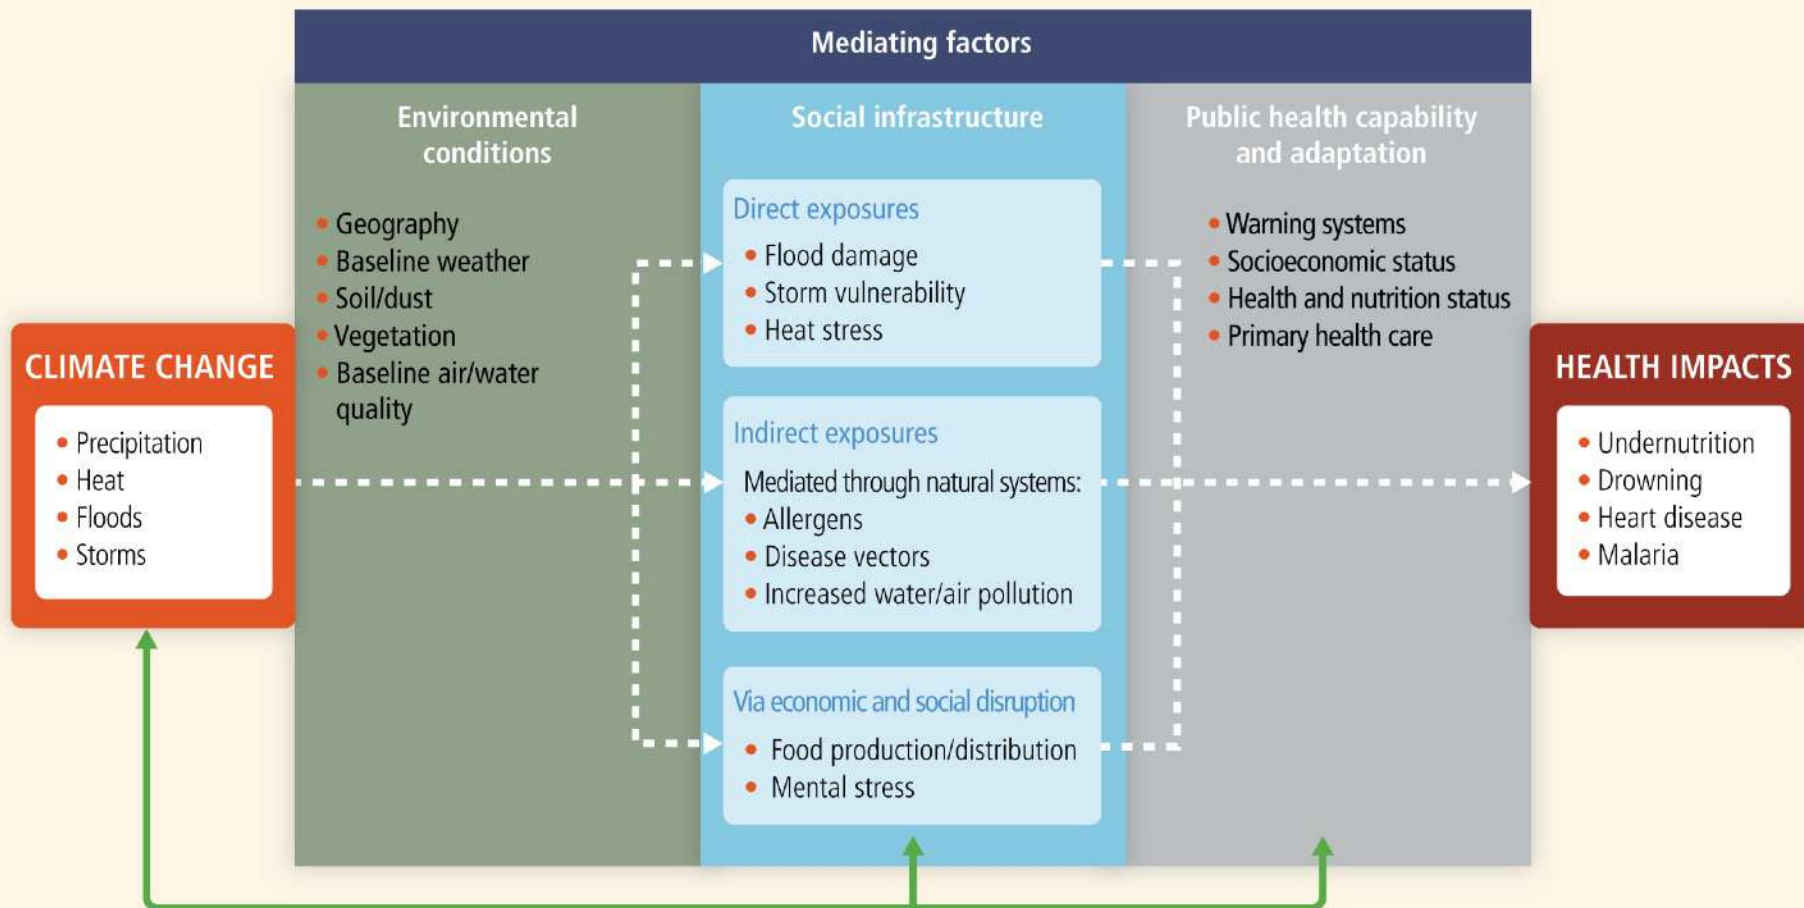 Mediating factors
Environmental
conditions
• Geography
• Baseline weather
• Soil/dust
• Vegetation
• Baseline air/water
quality
Social infrastructure
Direct exposures
• Flood damage
• Storm vulnerability
• Heat stress
Indirect exposures
Mediated through natural systems:
• Allergens
• Disease vectors
• Increased water/air pollution
Via economic and social disruption
• Food production/distribution
• Mental stress
Public health capability
and adaptation
• Warning systems
• Socioeconomic status
• Health and nutrition status
• Primary health care
CLIMATE CHANGE
• Precipitation
• Heat
• Floods
• Storms
HEALTH IMPACTS
• Undernutrition
• Drowning
• Heart disease
• Malaria